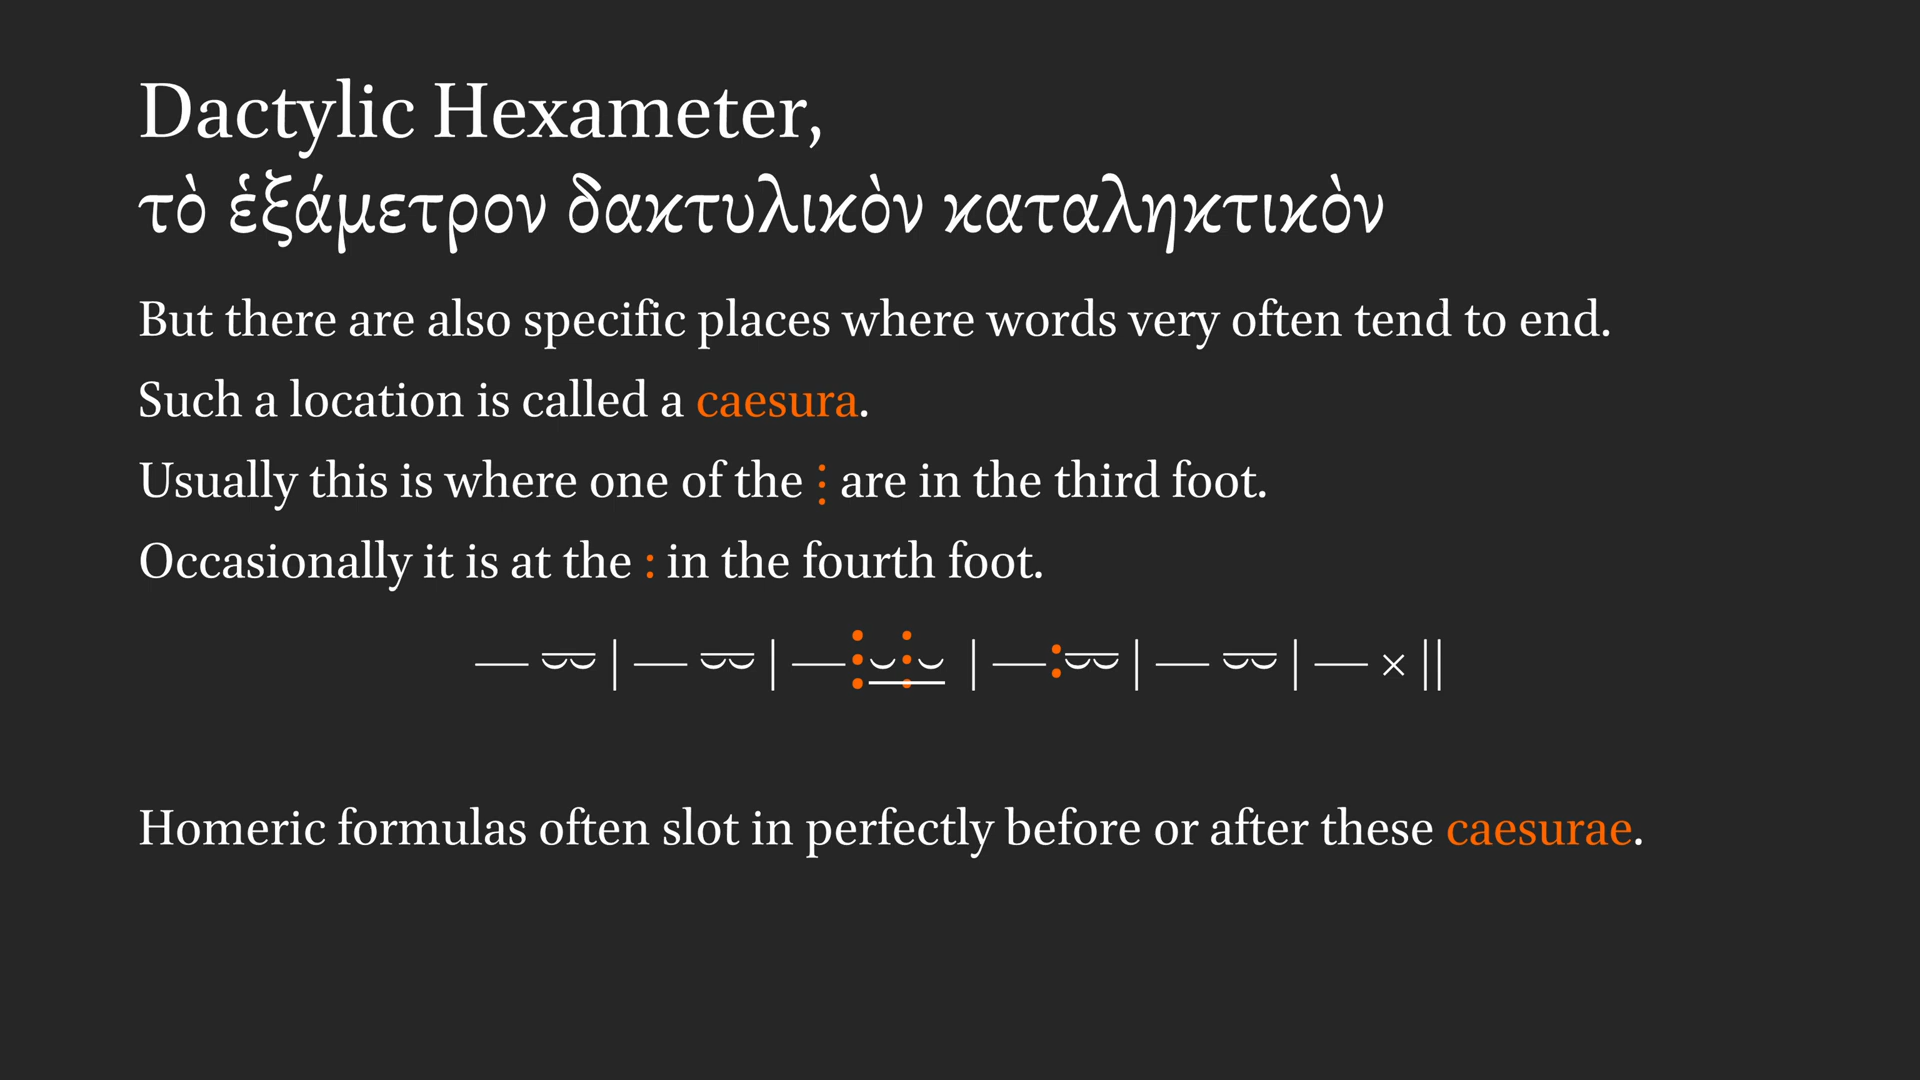 Dactylic Hexameter,
τὸ ἑξάμετρον δακτυλικὸν καταληκτικὸν
But there are also specific places where words very often tend to end.
Such a location is called a caesura.
Usually this is where one of the ⋮ are in the third foot.
Occasionally it is at the : in the fourth foot.
— ⏔ | — ⏔ | —⋮⏑⋮⏑ | —:⏔ | — ⏔ | — × ||
Homeric formulas often slot in perfectly before or after these caesurae.